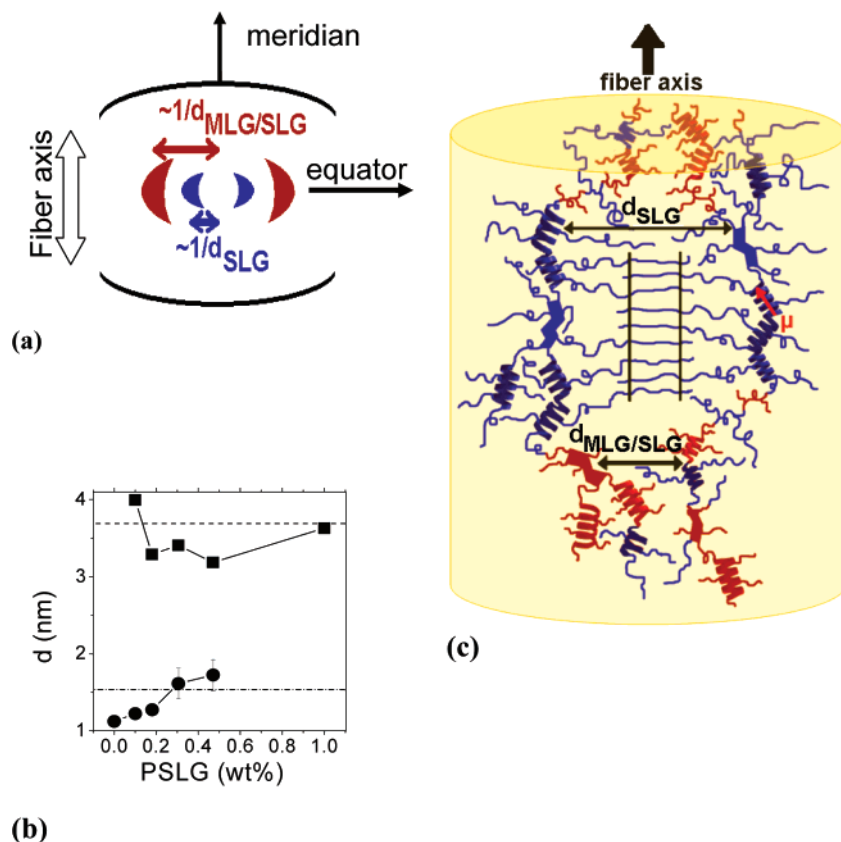 meridian
~1/dMLG/SLG
equator
Fiber axis
~1/dSLG
(a)
4
3
2
1
d (nm)
0.0 0.2 0.4 0.6 0.8 1.0
PSLG (wt%)
(b)
fiber axis
dSLG
μ
dMLG/SLG
(c)